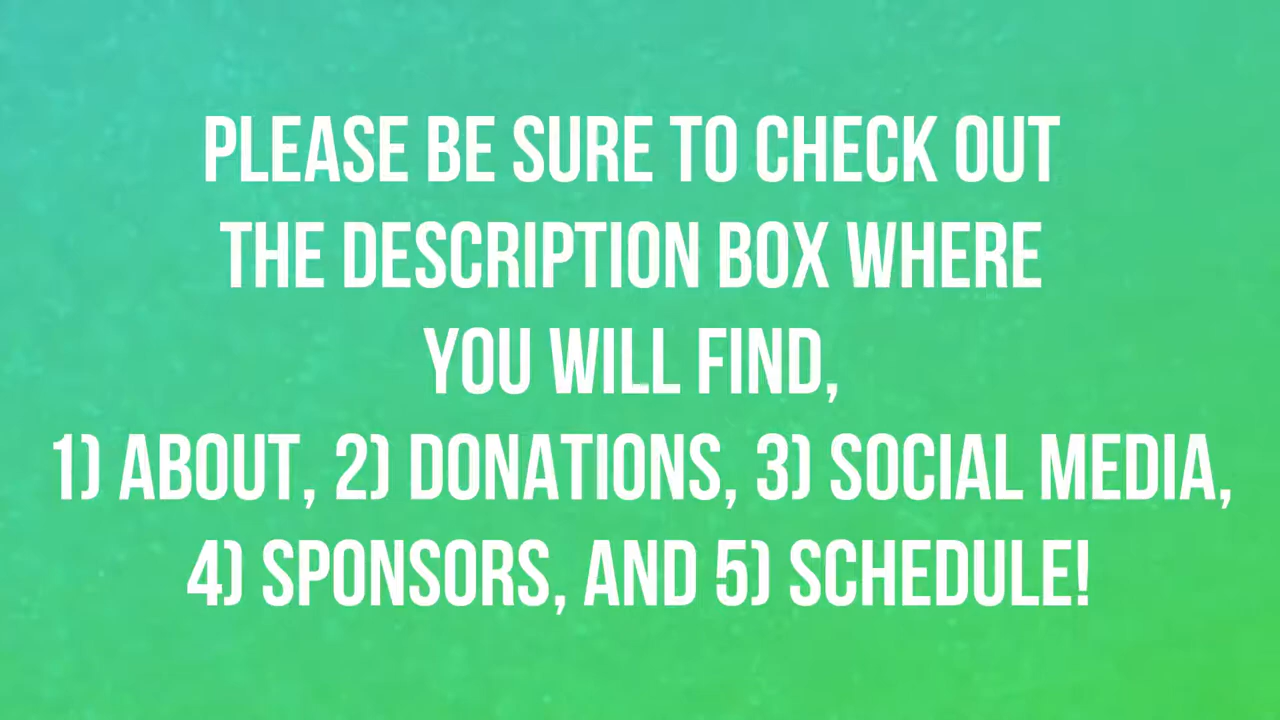 PLEASE BE SURE TO CHECK OUT
THE DESCRIPTION BOX WHERE
YOU WILL FIND,
1) ABOUT, 2) DONATIONS, 3) SOCIAL MEDIA,
4) SPONSORS, AND 5) SCHEDULE!